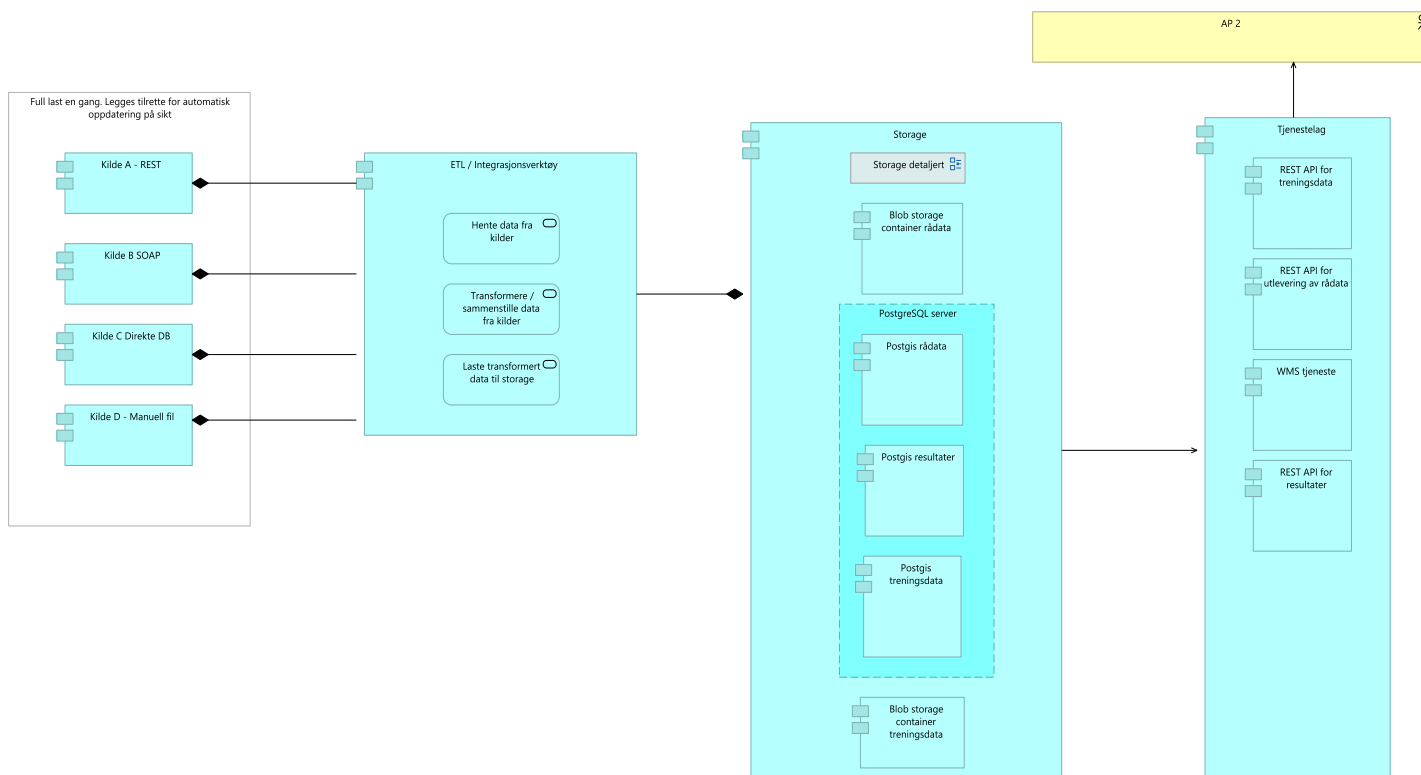 AP 2
Full last en gang. Legges tilrette for automatisk
oppdatering på sikt
Kilde A - REST
Kilde B SOAP
Kilde C Direkte DB
Kilde D - Manuell fil
ETL / Integrasjonsverktøy
Hente data fra
kilder
Transformere /
sammenstille data
fra kilder
Laste transformert
data til storage
Storage
Storage detaljert
Blob storage
container rådata
PostgreSQL server
Postgis rådata
Postgis resultater
Postgis
treningsdata
Blob storage
container
treningsdata
Tjenestelag
REST API for
treningsdata
REST API for
utlevering av rådata
WMS tjeneste
REST API for
resultater